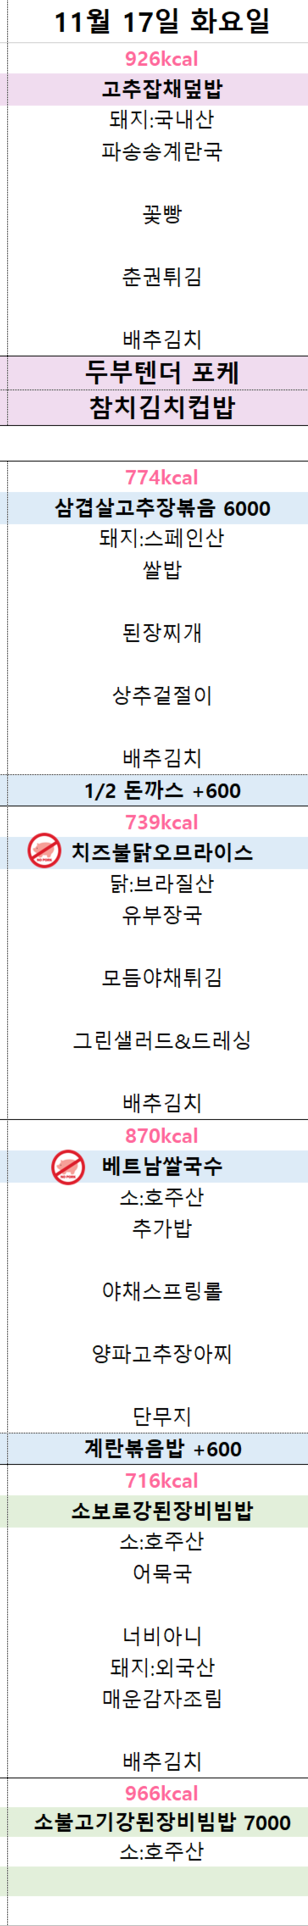 11월 17일 화요일
926kcal
고추잡채덮밥
돼지:국내산
파송송계란국
꽃빵
춘권튀김
배추김치
두부텐더 포케
참치김치컵밥
774kcal
삼겹살고추장볶음 6000
돼지:스페인산
쌀밥
된장찌개
상추겉절이
배추김치
1/2 돈까스 +600
739kcal
치즈불닭오므라이스
닭:브라질산
유부장국
모듬야채튀김
그린샐러드&드레싱
배추김치
870kcal
베트남쌀국수
소:호주산
추가밥
야채스프링롤
양파고추장아찌
단무지
계란볶음밥 +600
716kcal
소보로강된장비빔밥
소:호주산
어묵국
너비아니
돼지:외국산
매운감자조림
배추김치
966kcal
소불고기강된장비빔밥 7000
소:호주산